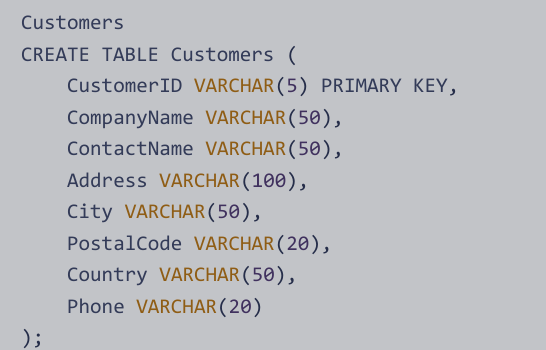 Customers
CREATE TABLE Customers (
    CustomerID VARCHAR(5) PRIMARY KEY,
    CompanyName VARCHAR(50),
    ContactName VARCHAR(50),
    Address VARCHAR(100),
    City VARCHAR(50),
    PostalCode VARCHAR(20),
    Country VARCHAR(50),
    Phone VARCHAR(20)
);